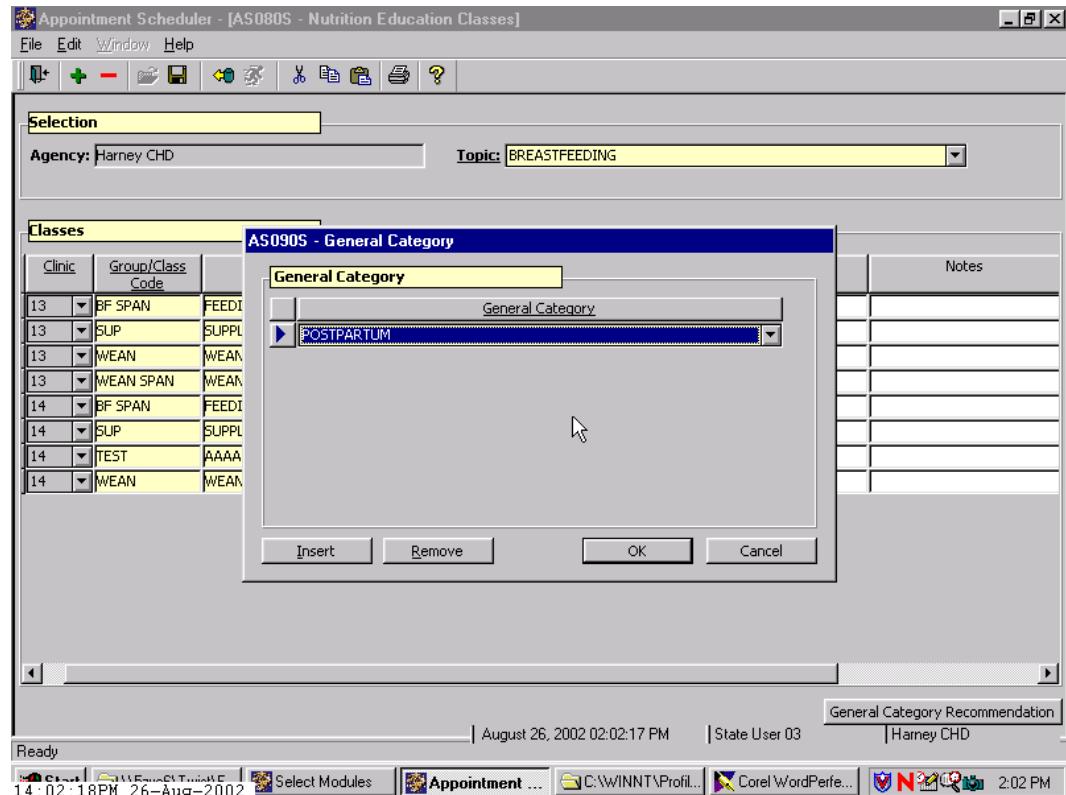 Appointment Scheduler - [AS080S - Nutrition Education Classes]
File Edit Window Help
Selection
Agency: Harney CHD Topic: BREASTFEEDING
Classes
AS090S - General Category
General Category
Clinic Group/Class Code Notes
General Category
POSTPARTUM
13 BF SPAN FEEDI
13 SUP SUPPL
13 WEAN WEAN
13 WEAN SPAN WEAN
14 BF SPAN FEEDI
14 SUP SUPPL
14 TEST AAAA
14 WEAN WEAN
Insert Remove OK Cancel
General Category Recommendation
August 26, 2002 02:02:17 PM State User 03 Harney CHD
Ready
Start Select Modules Appointment ... C:\WINNT\Profil... Corel WordPerfe... 2:02 PM
14:02:18PM 26-Aug-2002